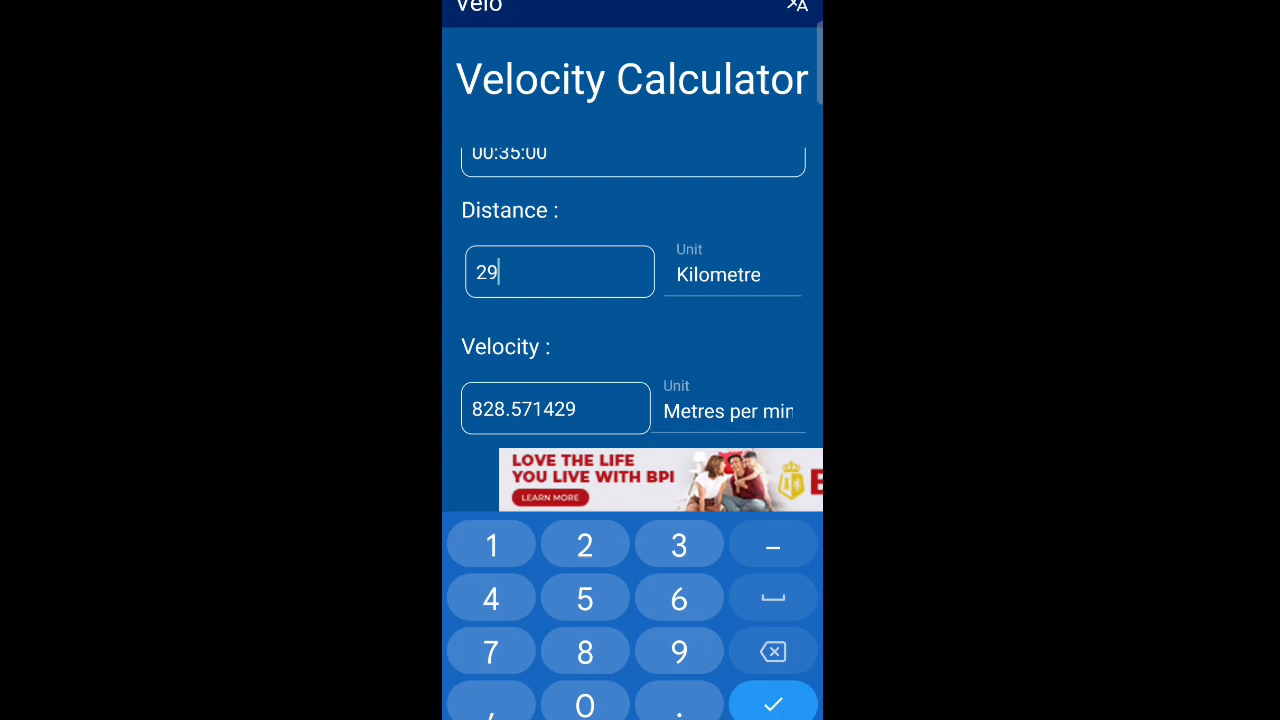 Velo
Velocity Calculator
00:35:00
Distance :
Unit
29
Kilometre
Velocity :
Unit
828.571429
Metres per min
LOVE THE LIFE
YOU LIVE WITH BPI
LEARN MORE
1 2 3 –
4 5 6
7 8 9
, 0 .